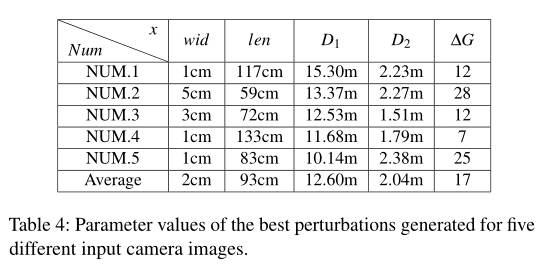 x
Num wid len D₁ D₂ ΔG
NUM.1 1cm 117cm 15.30m 2.23m 12
NUM.2 5cm 59cm 13.37m 2.27m 28
NUM.3 3cm 72cm 12.53m 1.51m 12
NUM.4 1cm 133cm 11.68m 1.79m 7
NUM.5 1cm 83cm 10.14m 2.38m 25
Average 2cm 93cm 12.60m 2.04m 17
Table 4: Parameter values of the best perturbations generated for five
different input camera images.